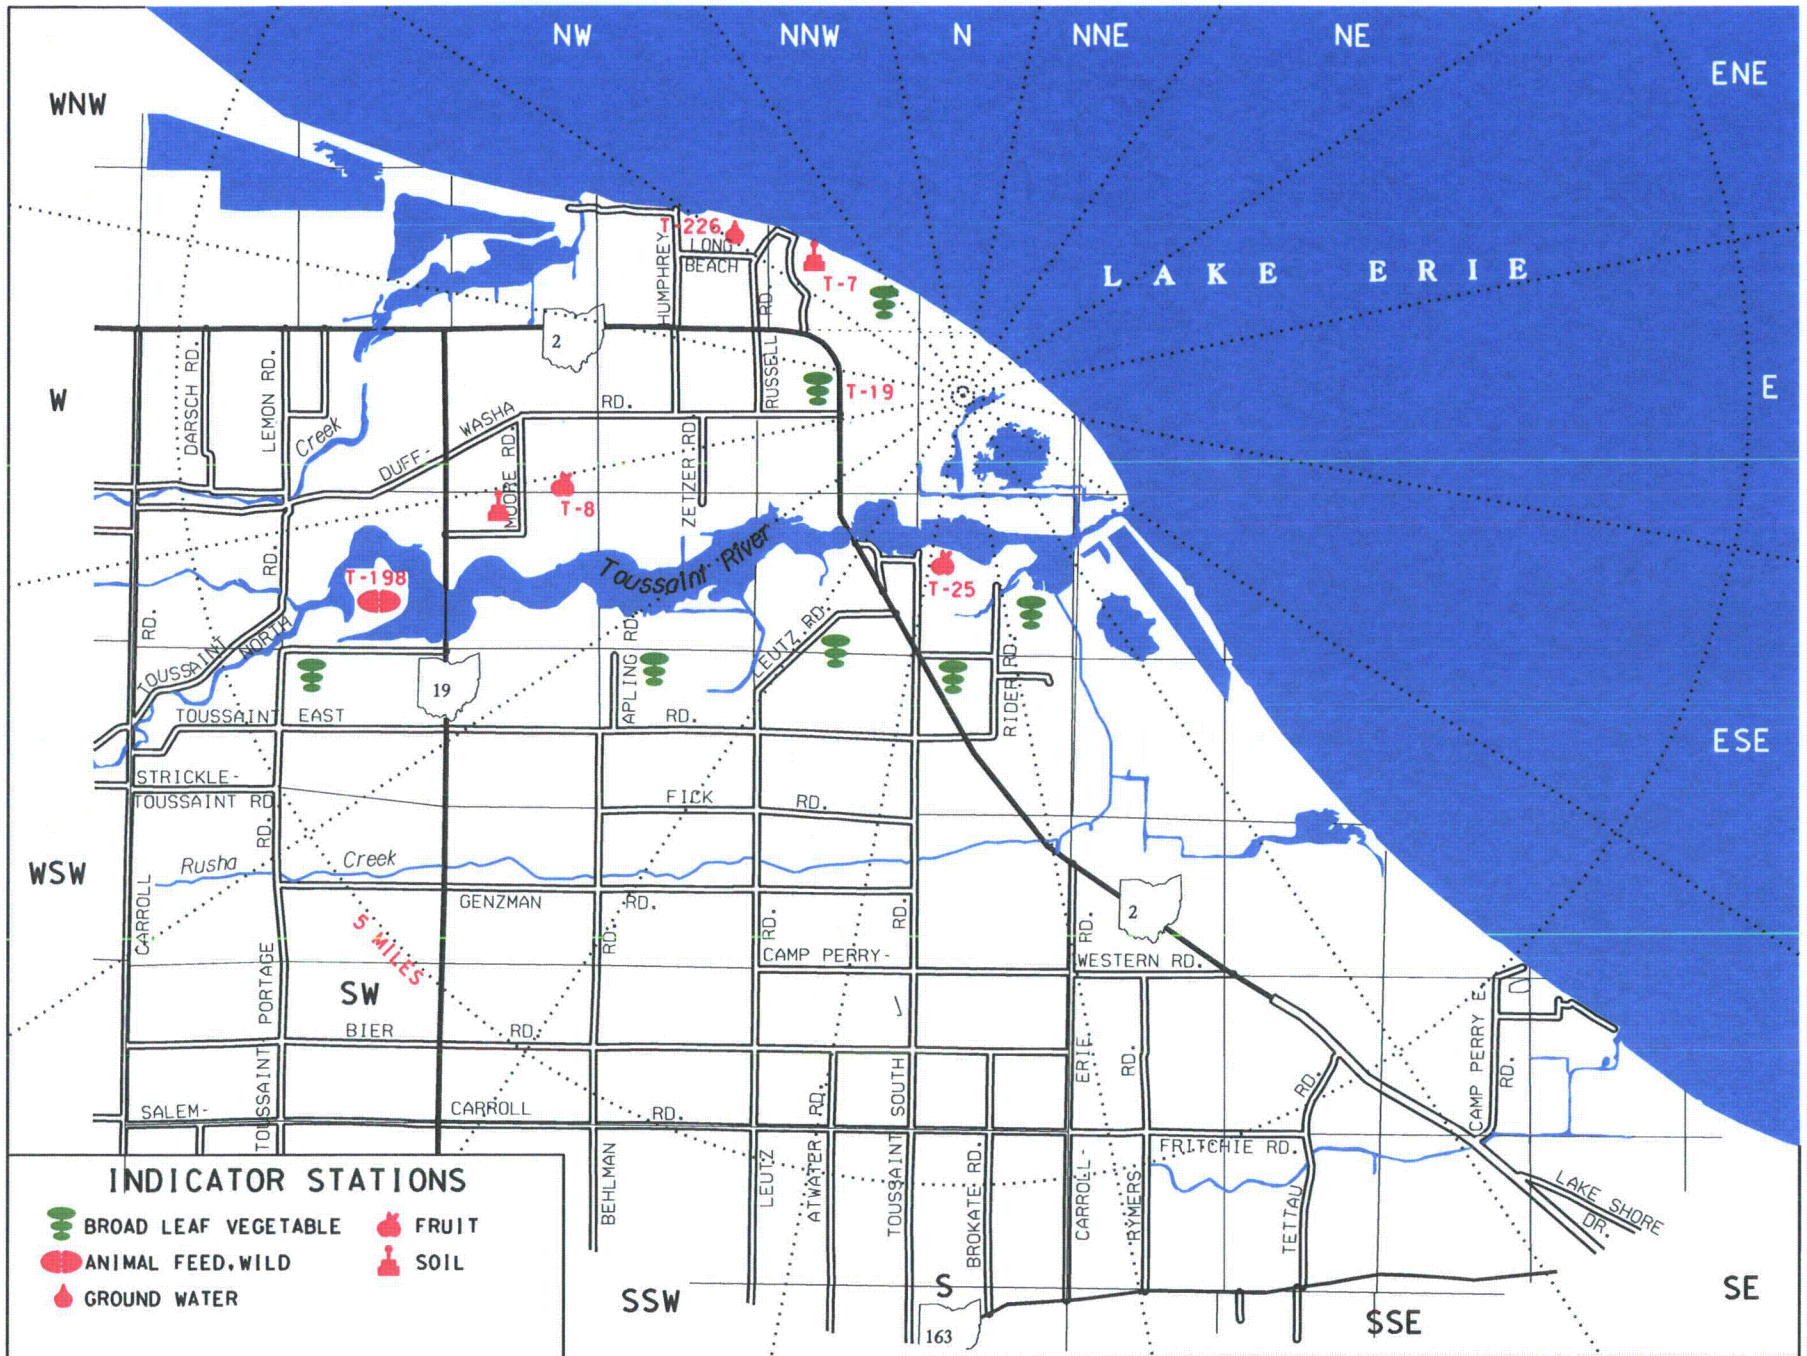 NW
NNW
N
NNE
NE
ENE
WNW
T-226
LONG
BEACH
HUMPHREY
RD.
T-7
LAKE ERIE
2
DARSCH RD.
LEMON RD.
RUSSELL
T-19
E
W
Creek
DUFF-
WASHA
RD.
MOORE RD.
ZETZER RD.
T-8
Toussaint River
T-198
T-25
RD.
RD.
TOUSSAINT
NORTH
APLING RD.
LEUTZ RD.
RIDER RD.
19
TOUSSAINT EAST
RD.
ESE
STRICKLE-
TOUSSAINT RD.
FICK
RD.
RD.
WSW
Rusha
Creek
CARROLL
GENZMAN
RD.
2
5 MILES
RD.
RD.
RD.
RD.
CAMP PERRY-
WESTERN RD.
SW
PORTAGE
CAMP PERRY E.
RD.
BIER
RD.
ERIE
RD.
RD.
TOUSSAINT
SOUTH
SALEM-
CARROLL
RD.
RD.
FRITCHIE RD.
BEHLMAN
LEUTZ
ATWATER
TOUSSAINT
BROKATE RD.
CARROLL-
RYMERS
TETTAU
LAKE SHORE
DR.
INDICATOR STATIONS
BROAD LEAF VEGETABLE
FRUIT
ANIMAL FEED,WILD
SOIL
GROUND WATER
SSW
S
163
SSE
SE